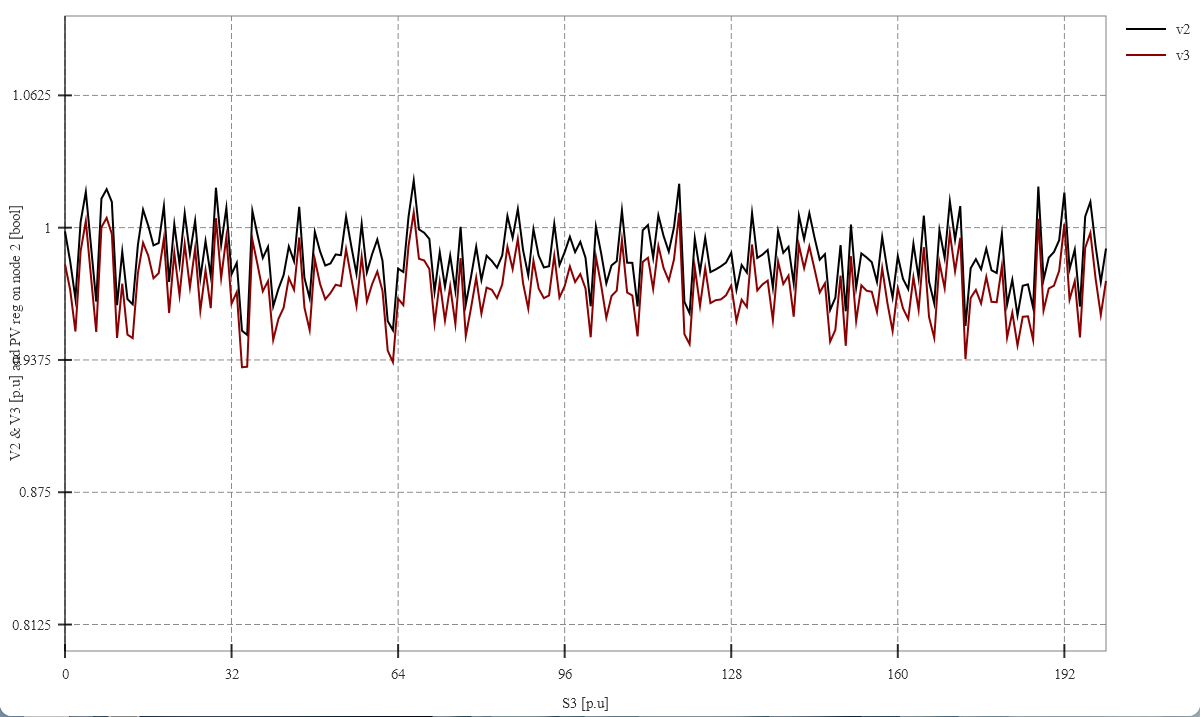 v2
v3
1.0625
1
0.9375
0.875
0.8125
V2 & V3 [p.u] and PV reg on mode 2 [bool]
0 32 64 96 128 160 192
S3 [p.u]